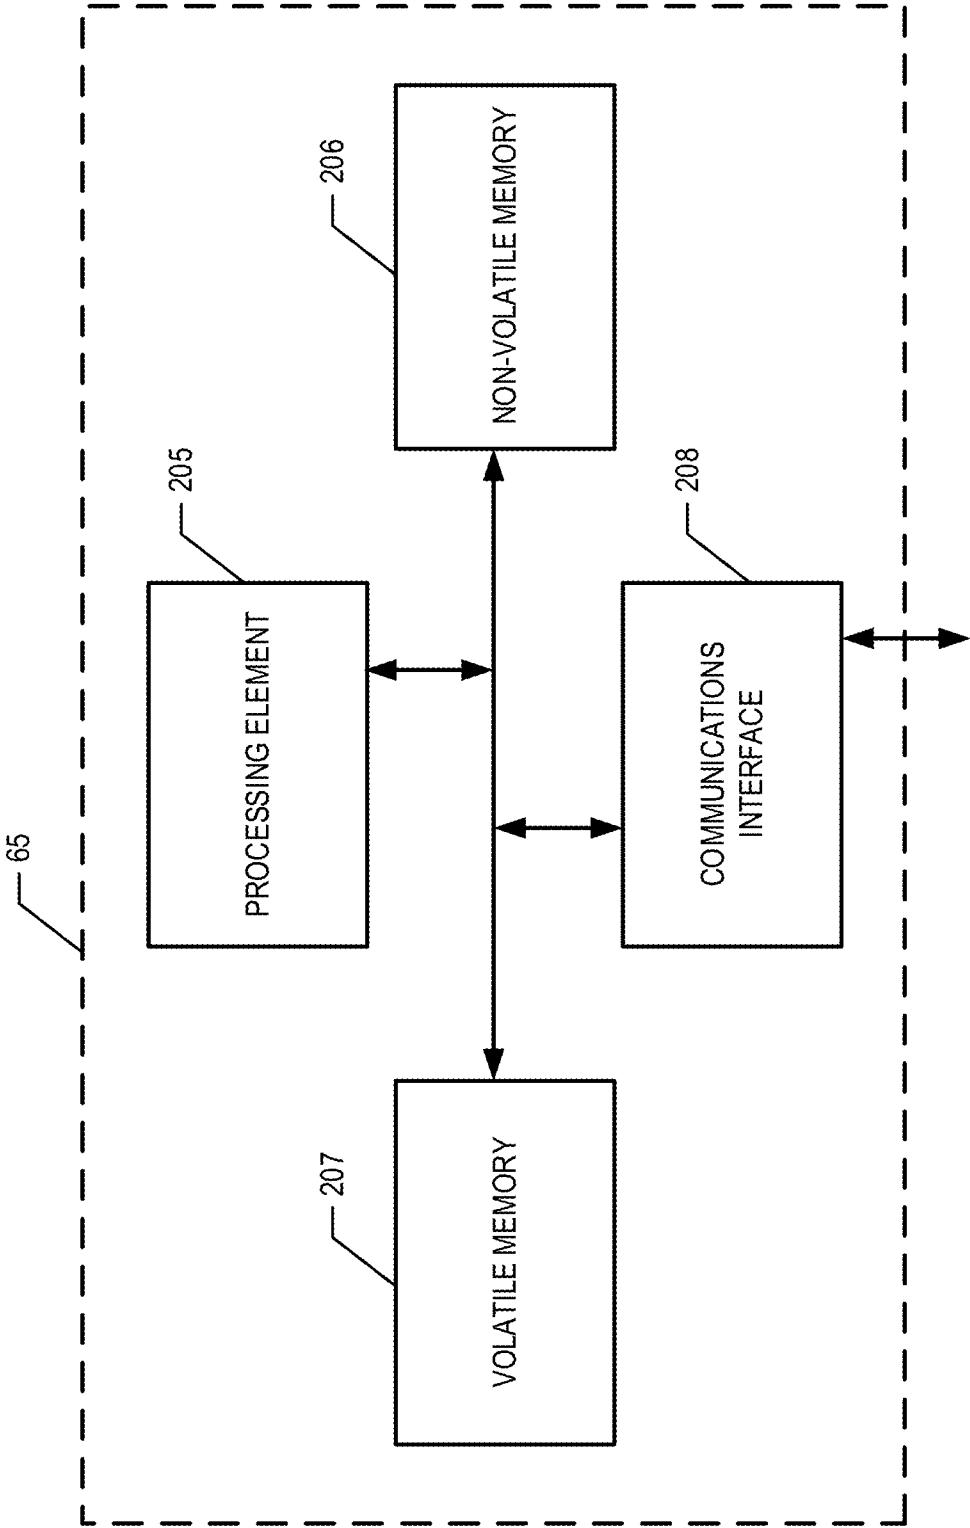 65
205
PROCESSING ELEMENT
207
VOLATILE MEMORY
206
NON-VOLATILE MEMORY
208
COMMUNICATIONS
INTERFACE